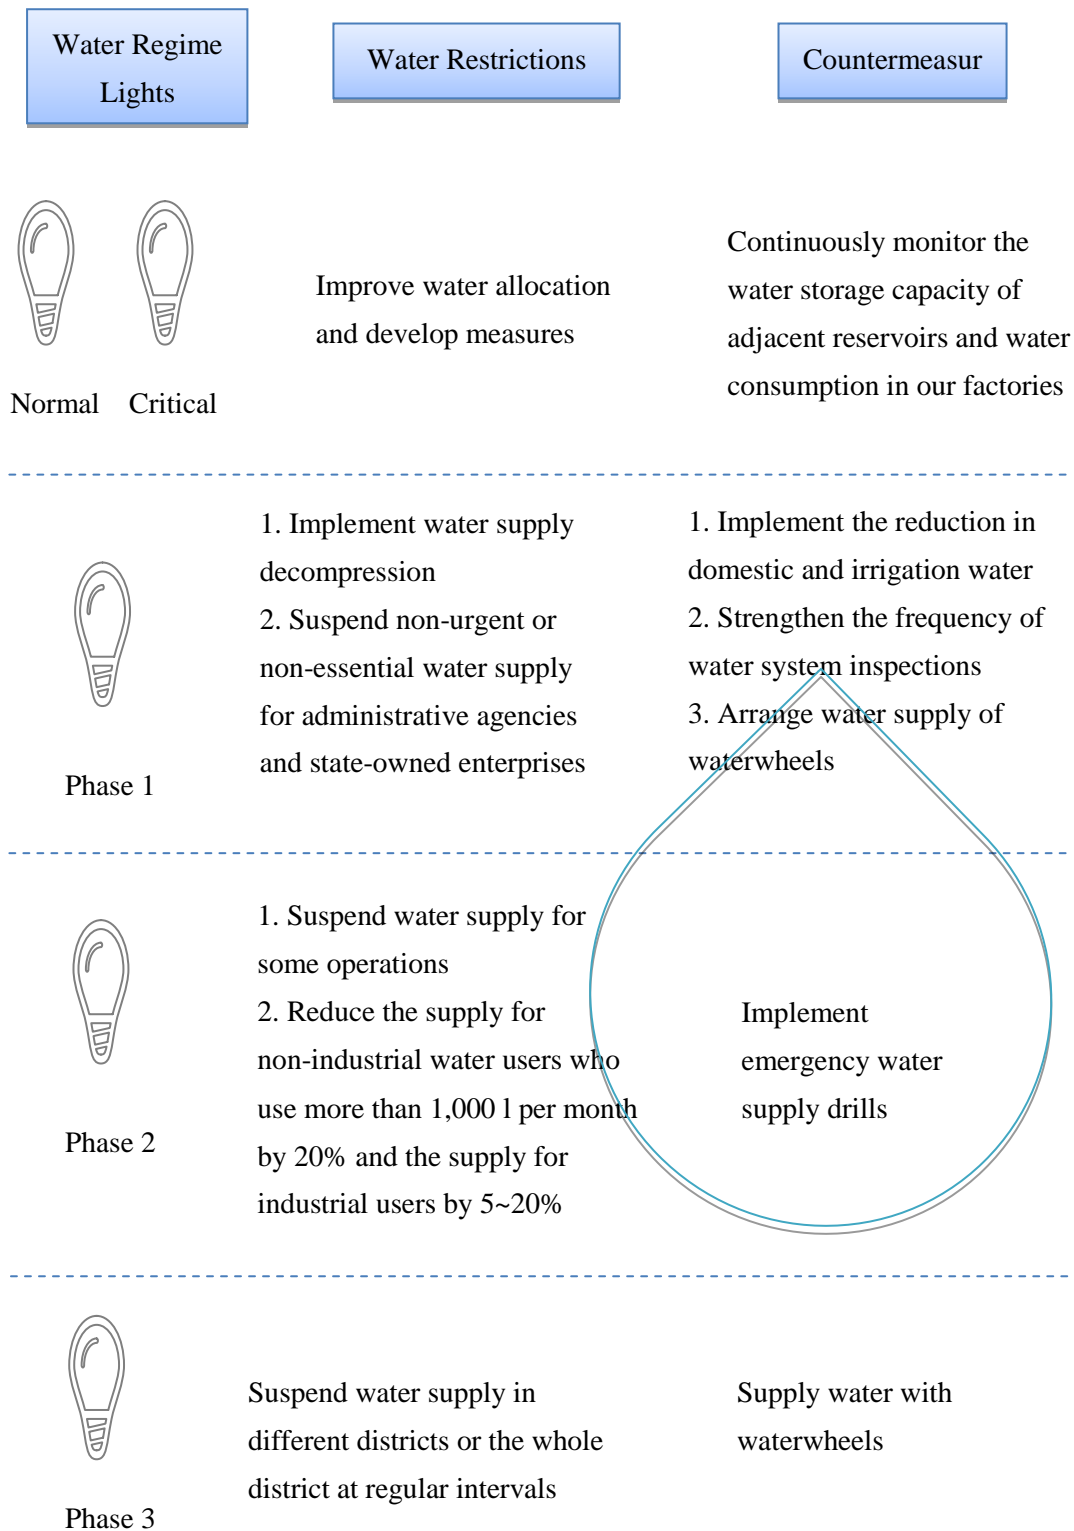 Water Regime
Lights
Water Restrictions
Countermeasur
Normal
Critical
Improve water allocation
and develop measures
Continuously monitor the
water storage capacity of
adjacent reservoirs and water
consumption in our factories
Phase 1
1. Implement water supply
decompression
2. Suspend non-urgent or
non-essential water supply
for administrative agencies
and state-owned enterprises
1. Implement the reduction in
domestic and irrigation water
2. Strengthen the frequency of
water system inspections
3. Arrange water supply of
waterwheels
Phase 2
1. Suspend water supply for
some operations
2. Reduce the supply for
non-industrial water users who
use more than 1,000 l per month
by 20% and the supply for
industrial users by 5~20%
Implement
emergency water
supply drills
Phase 3
Suspend water supply in
different districts or the whole
district at regular intervals
Supply water with
waterwheels